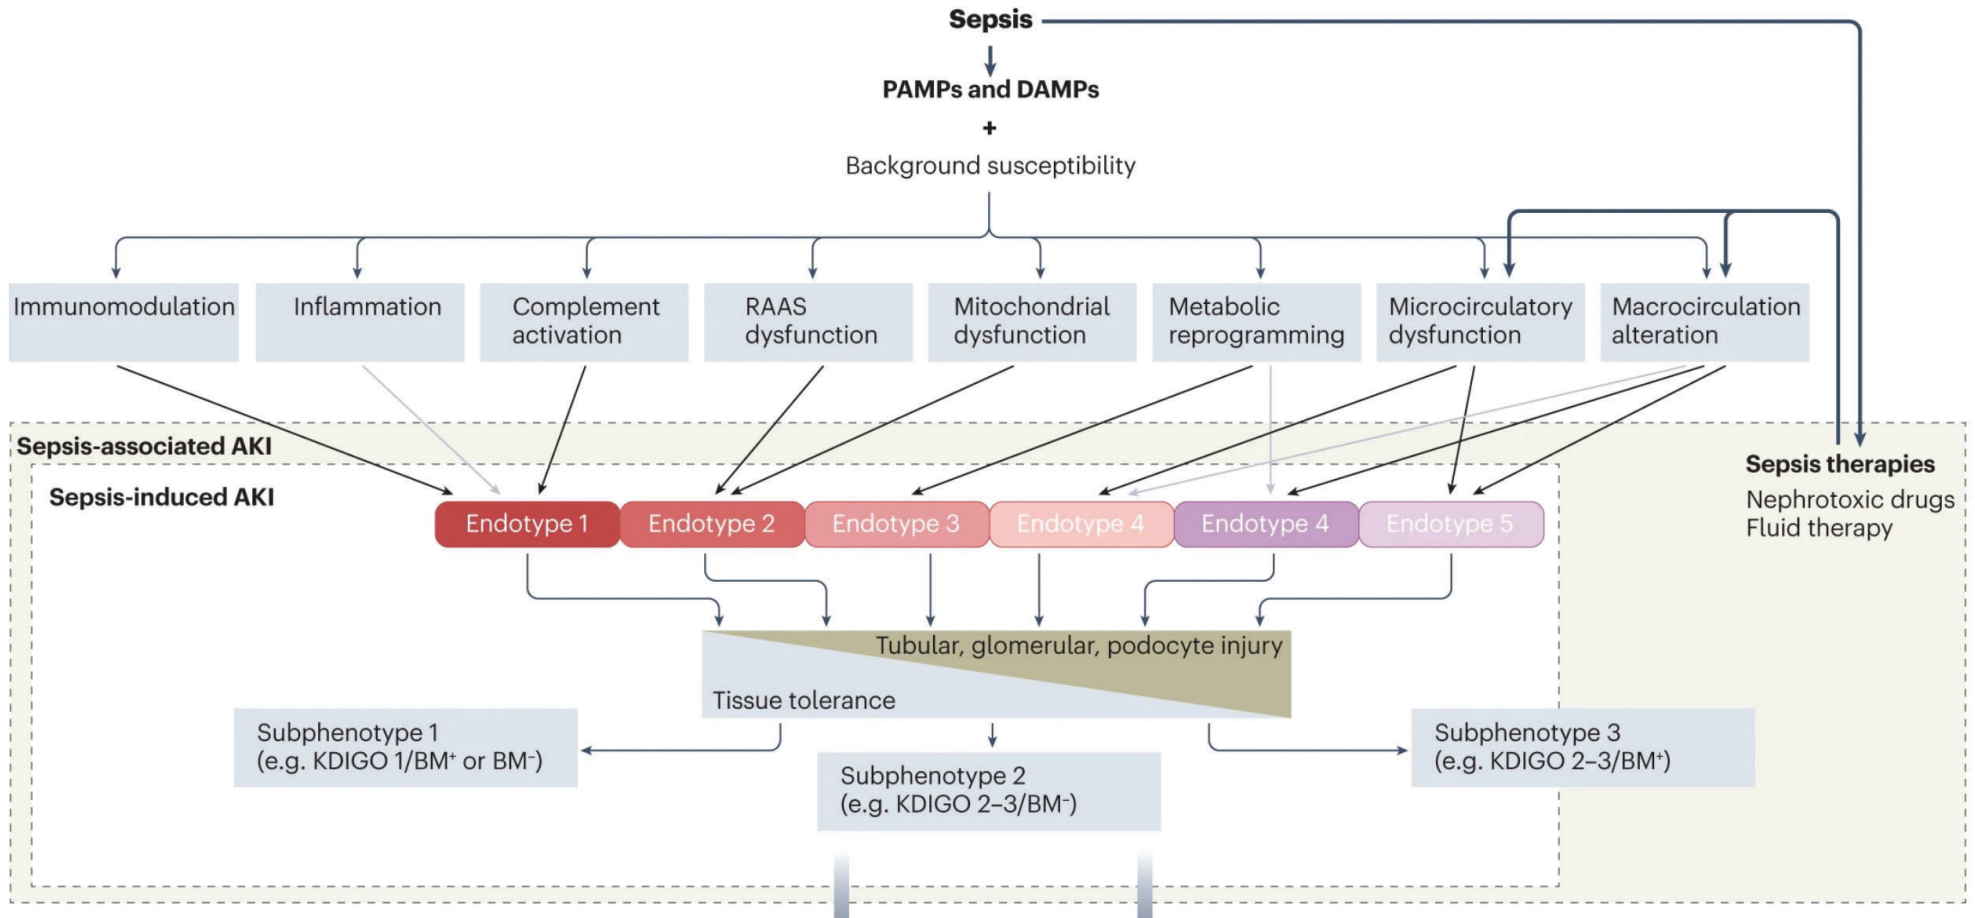 Sepsis
PAMPs and DAMPs
+
Background susceptibility
Immunomodulation
Inflammation
Complement
activation
RAAS
dysfunction
Mitochondrial
dysfunction
Metabolic
reprogramming
Microcirculatory
dysfunction
Macrocirculation
alteration
Sepsis-associated AKI
Sepsis-induced AKI
Sepsis therapies
Nephrotoxic drugs
Fluid therapy
Endotype 1
Endotype 2
Endotype 3
Endotype 4
Endotype 4
Endotype 5
Tubular, glomerular, podocyte injury
Tissue tolerance
Subphenotype 1
(e.g. KDIGO 1/BM⁺ or BM⁻)
Subphenotype 2
(e.g. KDIGO 2–3/BM⁻)
Subphenotype 3
(e.g. KDIGO 2–3/BM⁺)